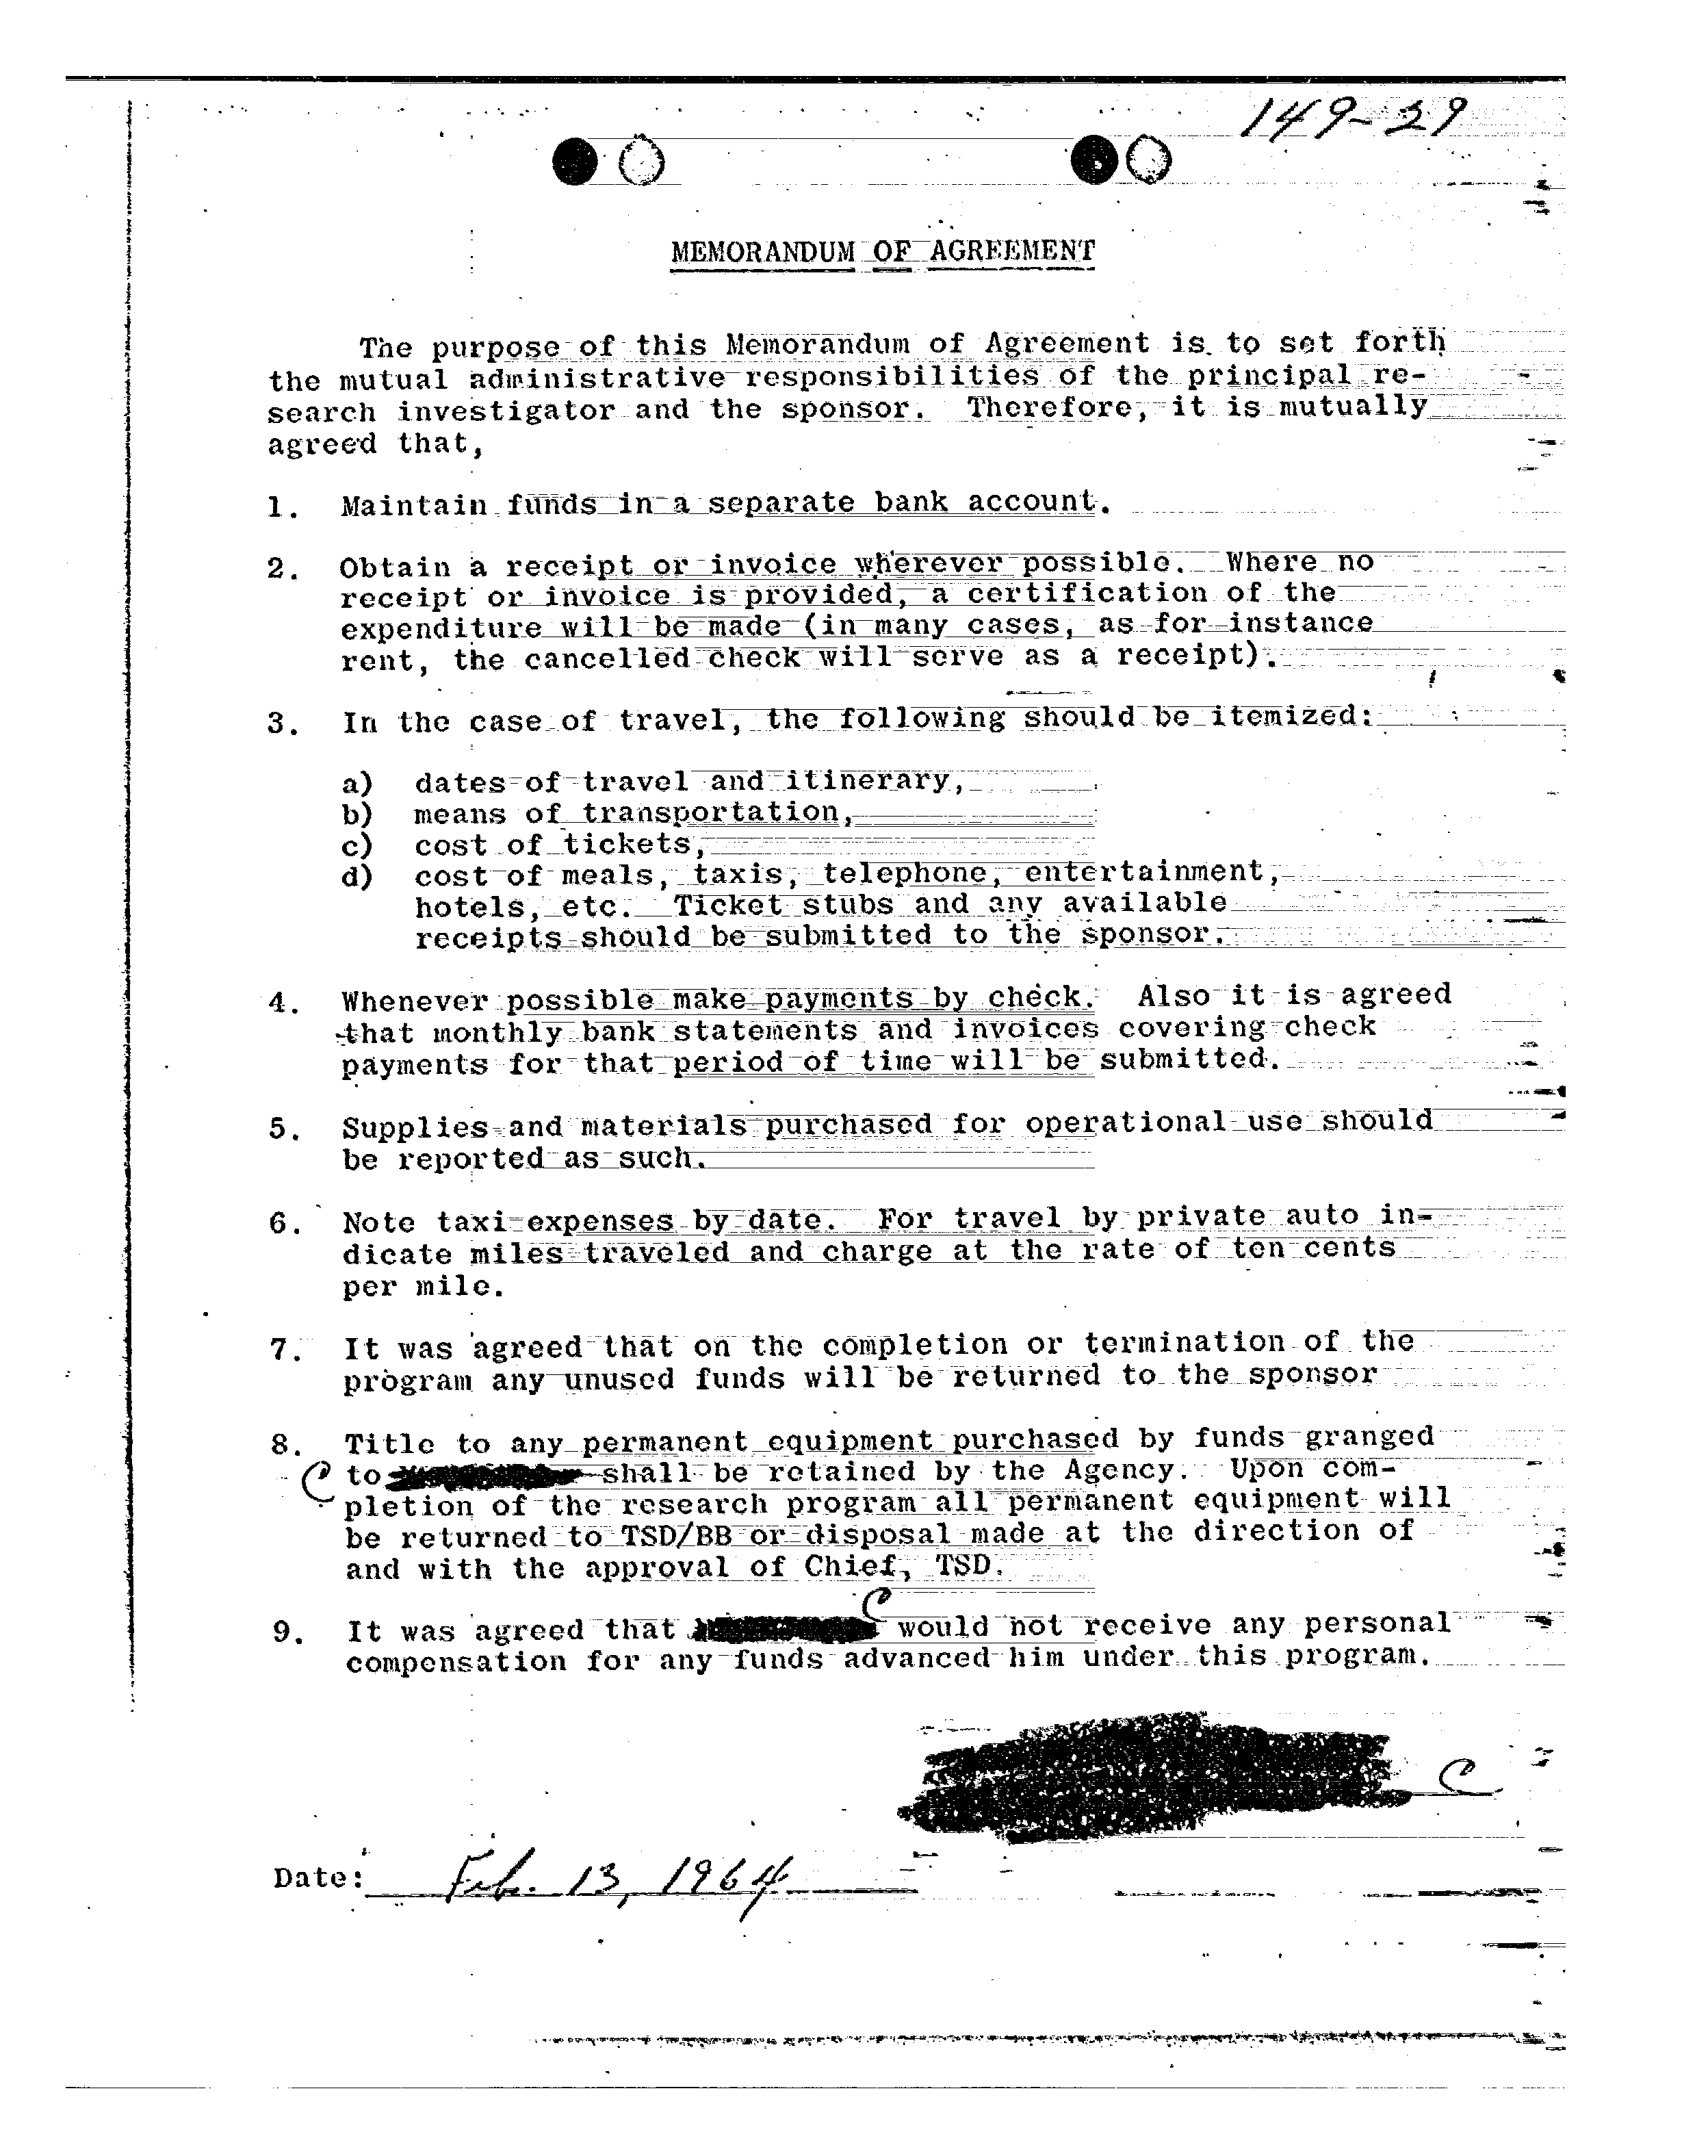 149-29
MEMORANDUM OF AGREEMENT
The purpose of this Memorandum of Agreement is to set forth
the mutual administrative responsibilities of the principal re-
search investigator and the sponsor. Therefore, it is mutually
agreed that,
1. Maintain funds in a separate bank account.
2. Obtain a receipt or invoice wherever possible. Where no
receipt or invoice is provided, a certification of the
expenditure will be made (in many cases, as for instance
rent, the cancelled check will serve as a receipt).
3. In the case of travel, the following should be itemized:
a) dates of travel and itinerary,
b) means of transportation,
c) cost of tickets,
d) cost of meals, taxis, telephone, entertainment,
hotels, etc. Ticket stubs and any available
receipts should be submitted to the sponsor.
4. Whenever possible make payments by check. Also it is agreed
that monthly bank statements and invoices covering check
payments for that period of time will be submitted.
5. Supplies and materials purchased for operational use should
be reported as such.
6. Note taxi expenses by date. For travel by private auto in-
dicate miles traveled and charge at the rate of ten cents
per mile.
7. It was agreed that on the completion or termination of the
program any unused funds will be returned to the sponsor
8. Title to any permanent equipment purchased by funds granged
C to shall be retained by the Agency. Upon com-
pletion of the research program all permanent equipment will
be returned to TSD/BB or disposal made at the direction of
and with the approval of Chief, TSD.
C
9. It was agreed that would not receive any personal
compensation for any funds advanced him under this program.
C
Date: Feb. 13, 1964